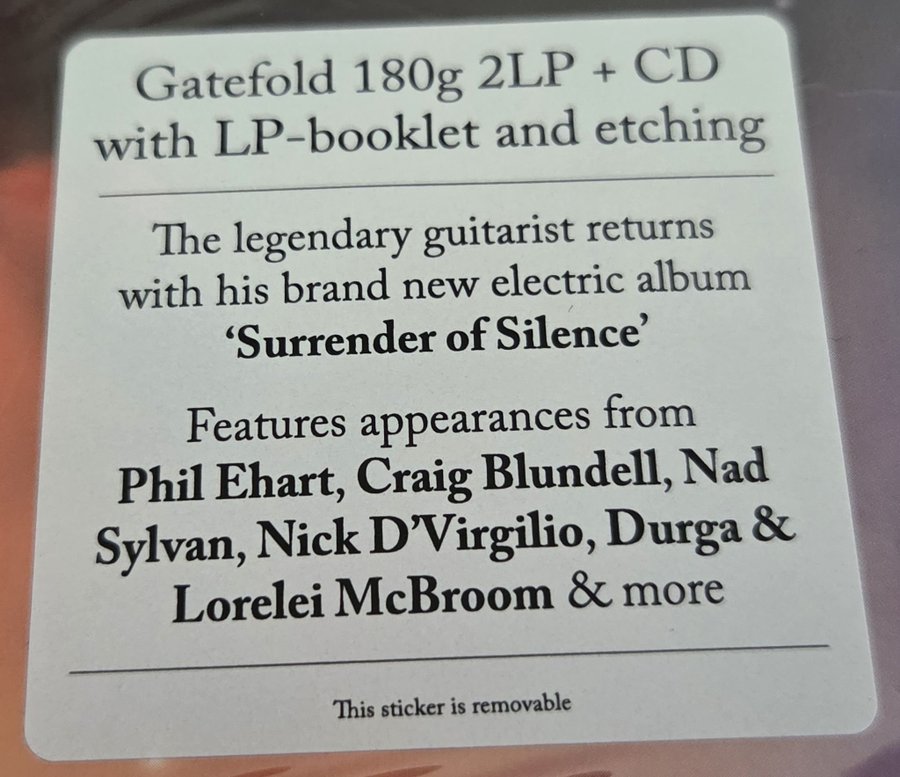 Gatefold 180g 2LP + CD
with LP-booklet and etching
The legendary guitarist returns
with his brand new electric album
‘Surrender of Silence’
Features appearances from
Phil Ehart, Craig Blundell, Nad
Sylvan, Nick D’Virgilio, Durga &
Lorelei McBroom & more
This sticker is removable